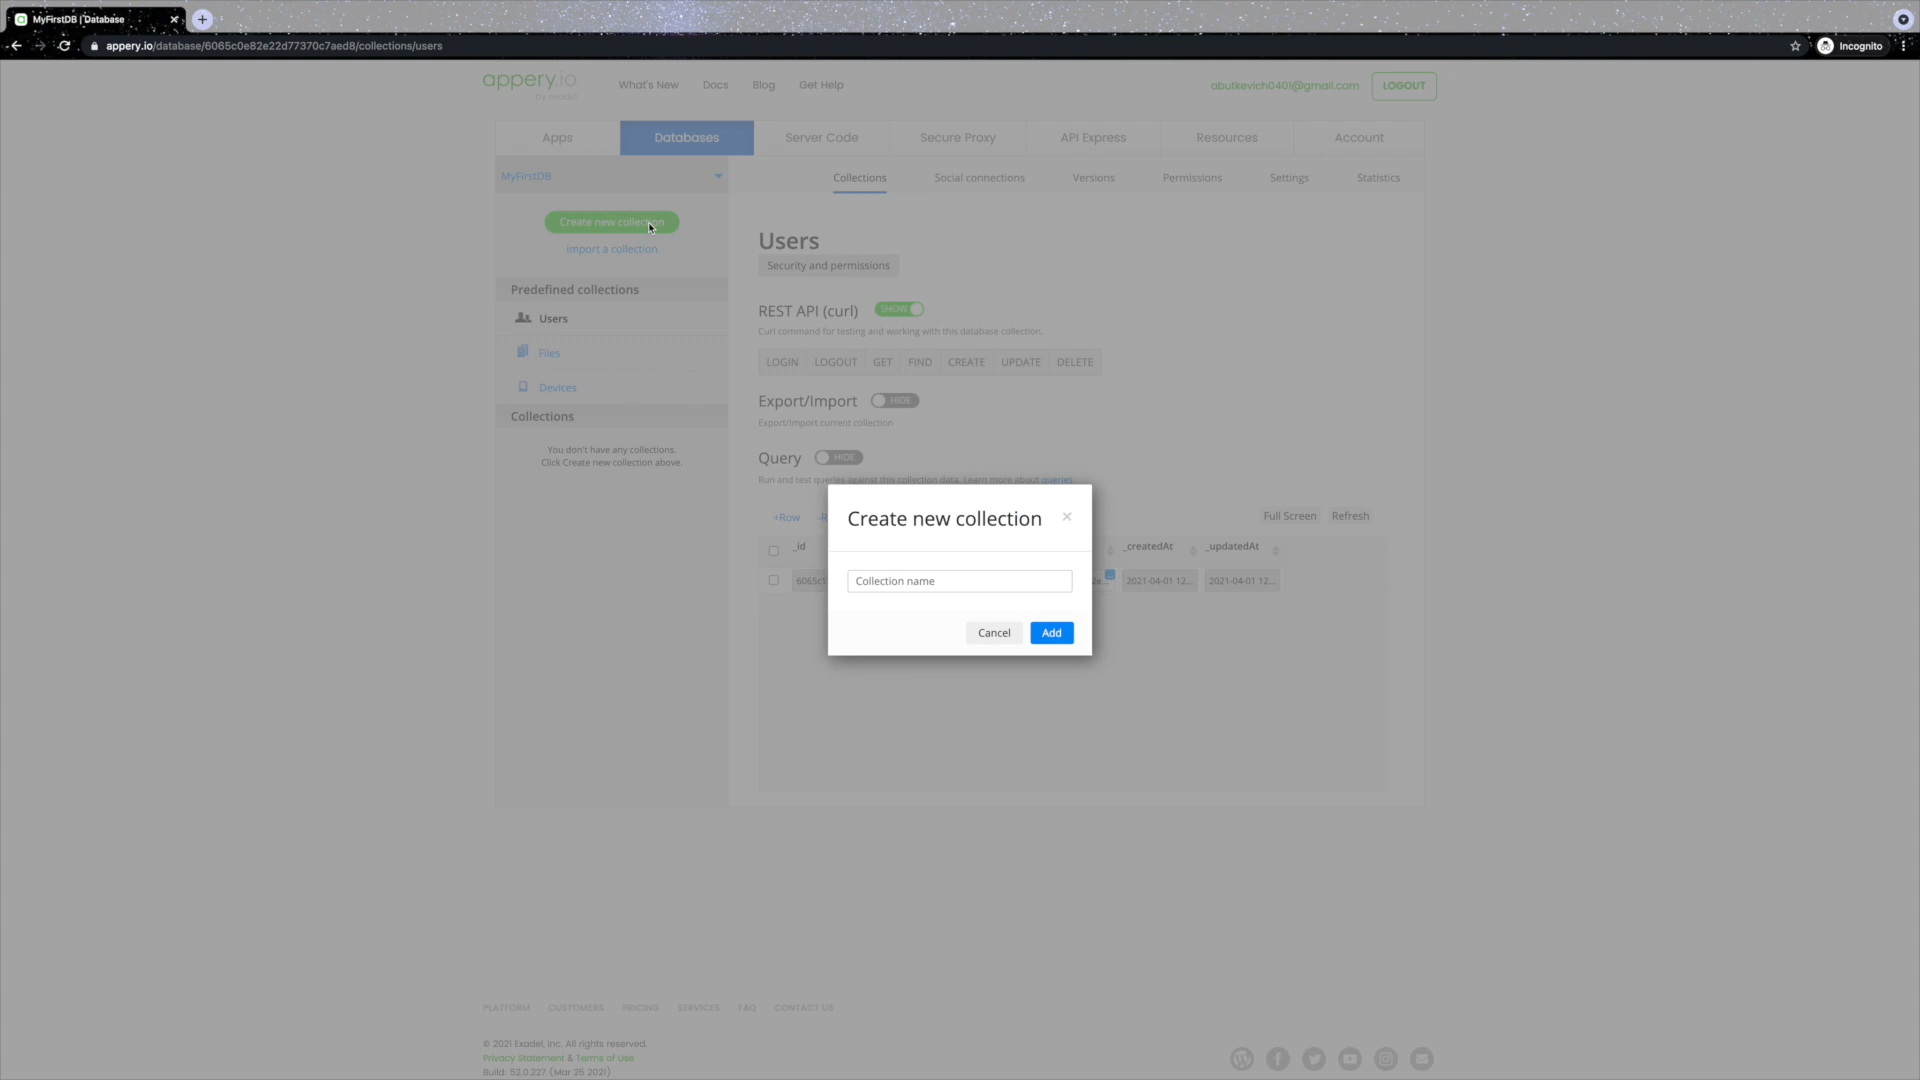 MyFirstDB | Database
appery.io/database/6065c0e82e22d77370c7aed8/collections/users
Incognito
appery.io
by exadel
What's New Docs Blog Get Help
abutkevich0401@gmail.com LOGOUT
Apps Databases Server Code Secure Proxy API Express Resources Account
MyFirstDB
Collections Social connections Versions Permissions Settings Statistics
Create new collection
Import a collection
Users
Security and permissions
Predefined collections
Users
Files
Devices
Collections
You don't have any collections.
Click Create new collection above.
REST API (curl) SHOW
Curl command for testing and working with this database collection.
LOGIN LOGOUT GET FIND CREATE UPDATE DELETE
Export/Import HIDE
Export/Import current collection
Query HIDE
Run and test queries against this collection data. Learn more about queries.
+Row Full Screen Refresh
_id _createdAt _updatedAt
6065c1 2e... 2021-04-01 12... 2021-04-01 12...
Create new collection
Collection name
Cancel Add
PLATFORM CUSTOMERS PRICING SERVICES FAQ CONTACT US
© 2021 Exadel, Inc. All rights reserved.
Privacy Statement & Terms of Use
Build: 52.0.227 (Mar 25 2021)